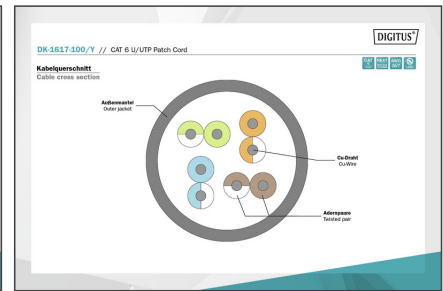 DIGITUS®
DK-1617-100/Y // CAT 6 U/UTP Patch Cord
Kabelquerschnitt
Cable cross section
Außenmantel
Outer jacket
Cu-Draht
Cu-Wire
Adernpaare
Twisted pair